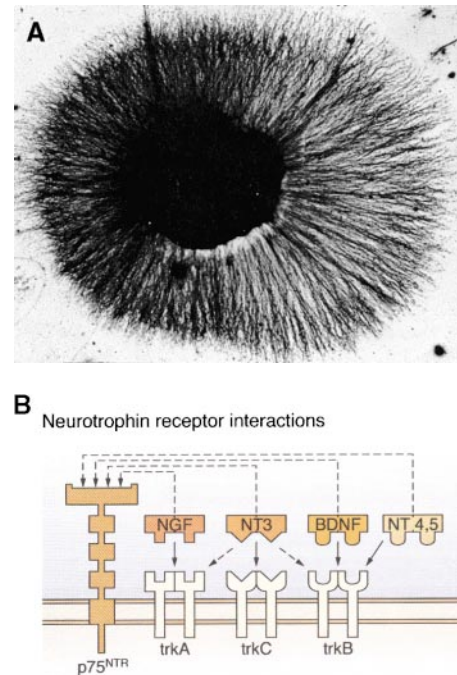 A
B
Neurotrophin receptor interactions
NGF NT3 BDNF NT 4,5
trkA trkC trkB
p75NTR